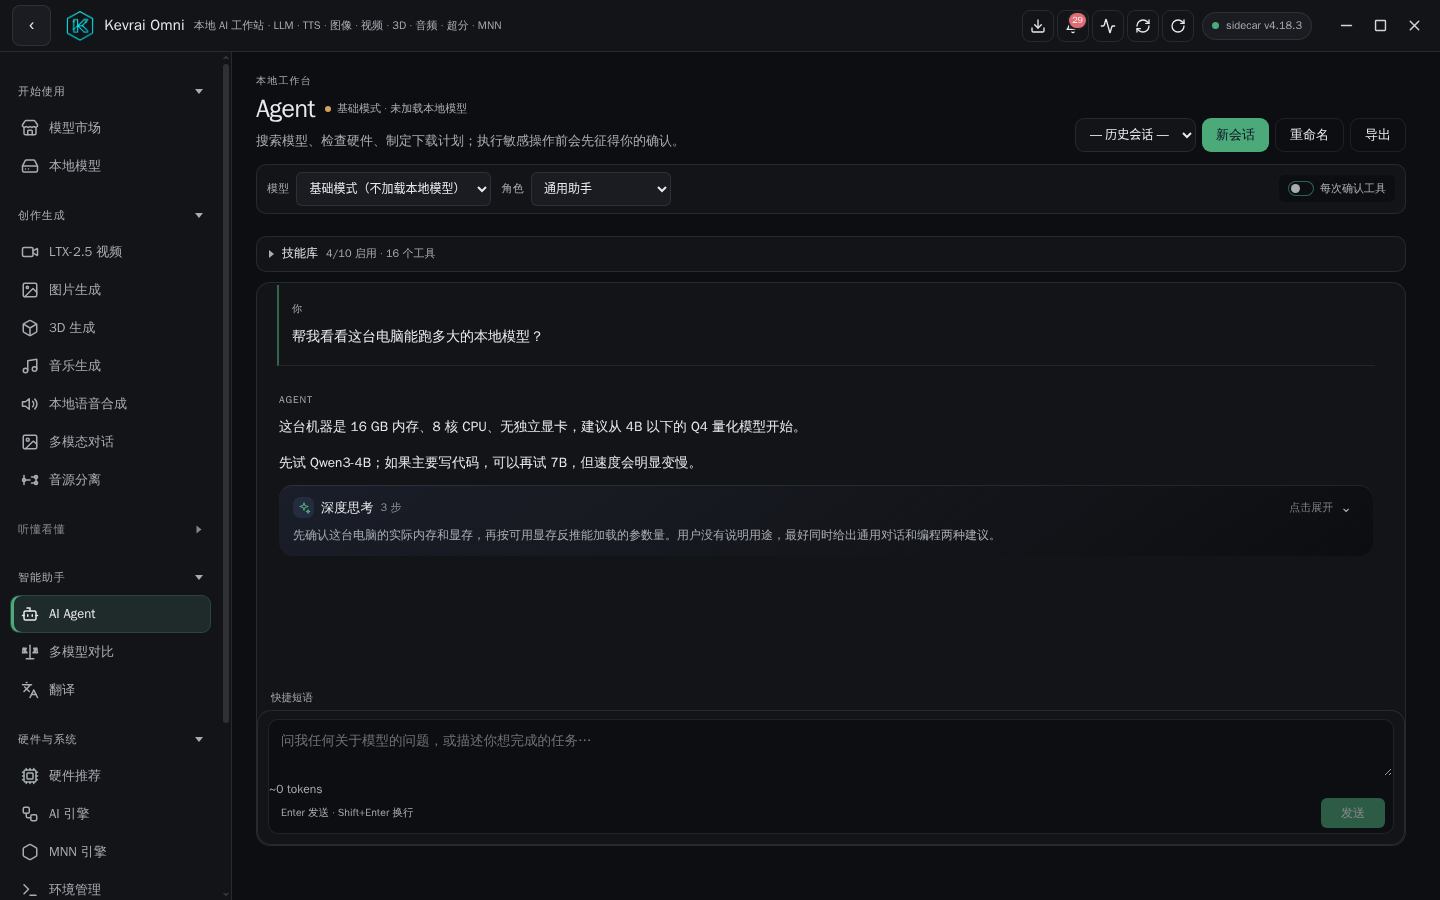 Kevrai Omni 本地 AI 工作站 · LLM · TTS · 图像 · 视频 · 3D · 音频 · 超分 · MNN
29
sidecar v4.18.3
开始使用
模型市场
本地模型
创作生成
LTX-2.5 视频
图片生成
3D 生成
音乐生成
本地语音合成
多模态对话
音源分离
听懂看懂
智能助手
AI Agent
多模型对比
翻译
硬件与系统
硬件推荐
AI 引擎
MNN 引擎
环境管理
本地工作台
Agent 基础模式 · 未加载本地模型
搜索模型、检查硬件、制定下载计划；执行敏感操作前会先征得你的确认。
— 历史会话 — 新会话 重命名 导出
模型 基础模式（不加载本地模型） 角色 通用助手 每次确认工具
技能库 4/10 启用 · 16 个工具
你
帮我看看这台电脑能跑多大的本地模型？
AGENT
这台机器是 16 GB 内存、8 核 CPU、无独立显卡，建议从 4B 以下的 Q4 量化模型开始。
先试 Qwen3-4B；如果主要写代码，可以再试 7B，但速度会明显变慢。
深度思考 3 步 点击展开
先确认这台电脑的实际内存和显存，再按可用显存反推能加载的参数量。用户没有说明用途，最好同时给出通用对话和编程两种建议。
快捷短语
问我任何关于模型的问题，或描述你想完成的任务…
~0 tokens
Enter 发送 · Shift+Enter 换行
发送